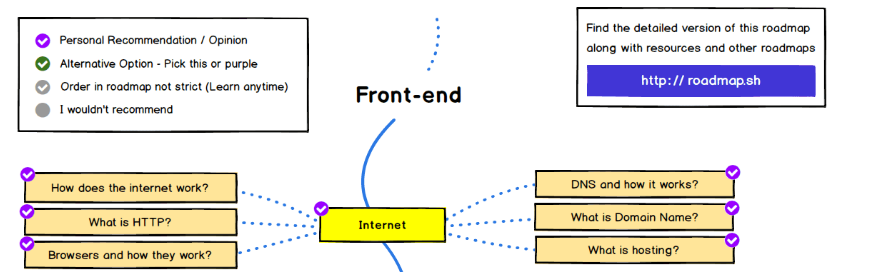 Personal Recommendation / Opinion
Alternative Option - Pick this or purple
Order in roadmap not strict (Learn anytime)
I wouldn't recommend
Find the detailed version of this roadmap
along with resources and other roadmaps
http:// roadmap.sh
Front-end
How does the internet work?
What is HTTP?
Browsers and how they work?
Internet
DNS and how it works?
What is Domain Name?
What is hosting?